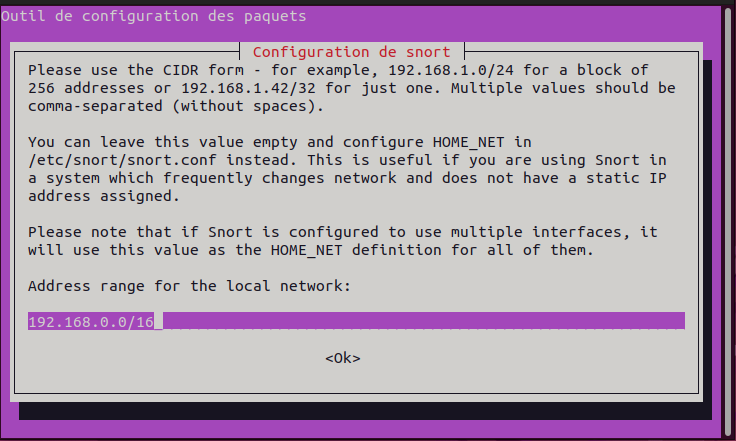 Outil de configuration des paquets
Configuration de snort
Please use the CIDR form - for example, 192.168.1.0/24 for a block of
256 addresses or 192.168.1.42/32 for just one. Multiple values should be
comma-separated (without spaces).
You can leave this value empty and configure HOME_NET in
/etc/snort/snort.conf instead. This is useful if you are using Snort in
a system which frequently changes network and does not have a static IP
address assigned.
Please note that if Snort is configured to use multiple interfaces, it
will use this value as the HOME_NET definition for all of them.
Address range for the local network:
192.168.0.0/16_
<Ok>